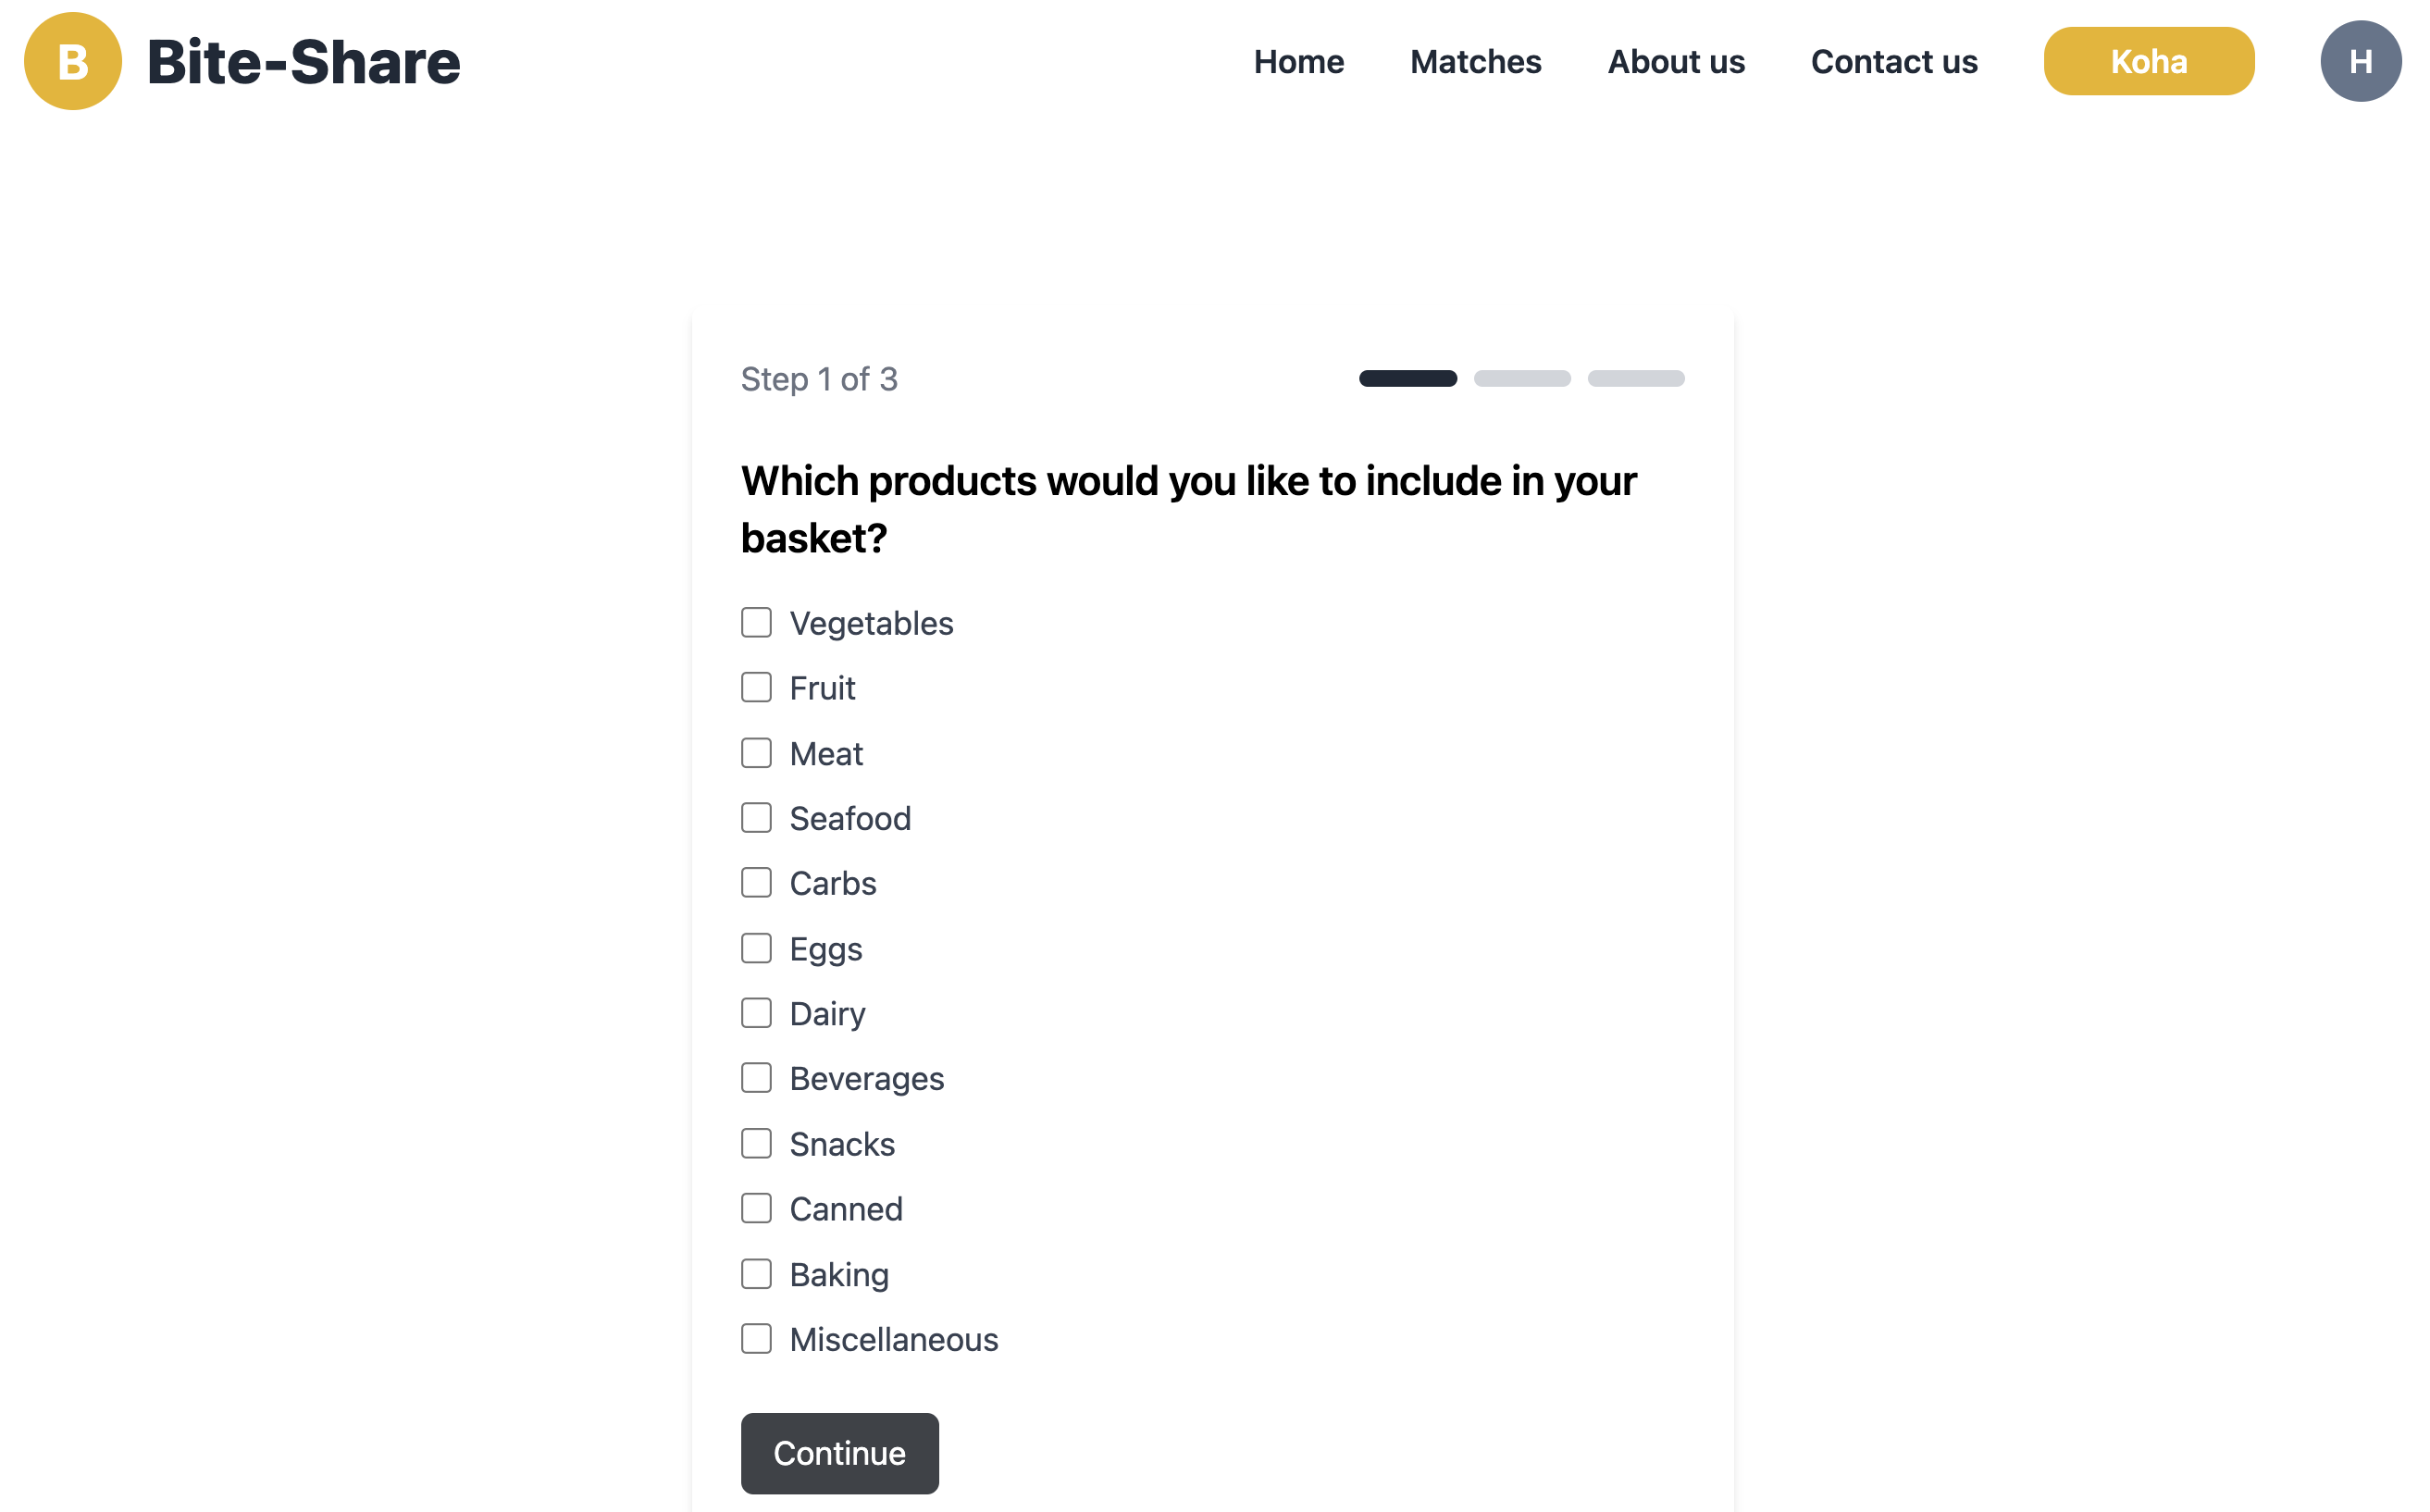 B Bite-Share Home Matches About us Contact us Koha H
Step 1 of 3
Which products would you like to include in your
basket?
Vegetables
Fruit
Meat
Seafood
Carbs
Eggs
Dairy
Beverages
Snacks
Canned
Baking
Miscellaneous
Continue